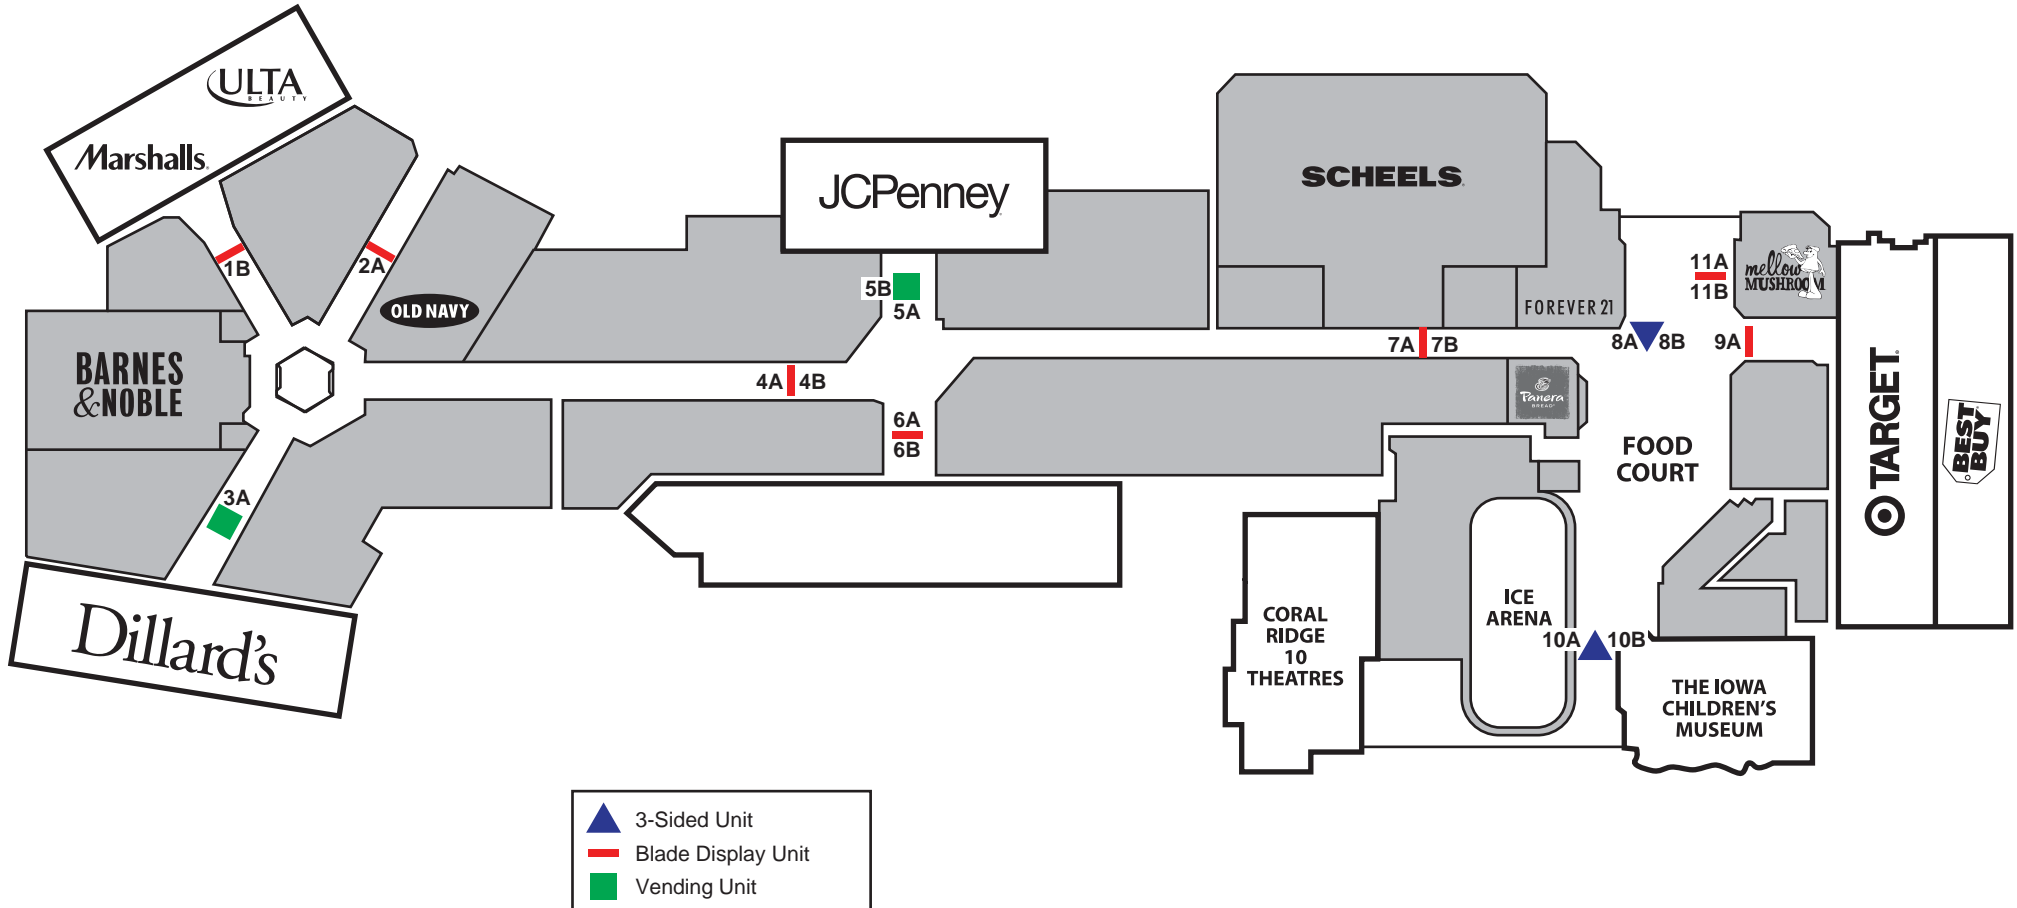 ULTA
BEAUTY
Marshalls.
JCPenney
SCHEELS
1B
2A
OLD NAVY
5B
5A
11A
11B
mellow
MUSHROOM
FOREVER 21
BARNES
&NOBLE
4A
4B
7A
7B
8A
8B
9A
Panera
BREAD
6A
6B
FOOD
COURT
TARGET
BEST
BUY
3A
Dillard's
CORAL
RIDGE
10
THEATRES
ICE
ARENA
10A
10B
THE IOWA
CHILDREN'S
MUSEUM
3-Sided Unit
Blade Display Unit
Vending Unit